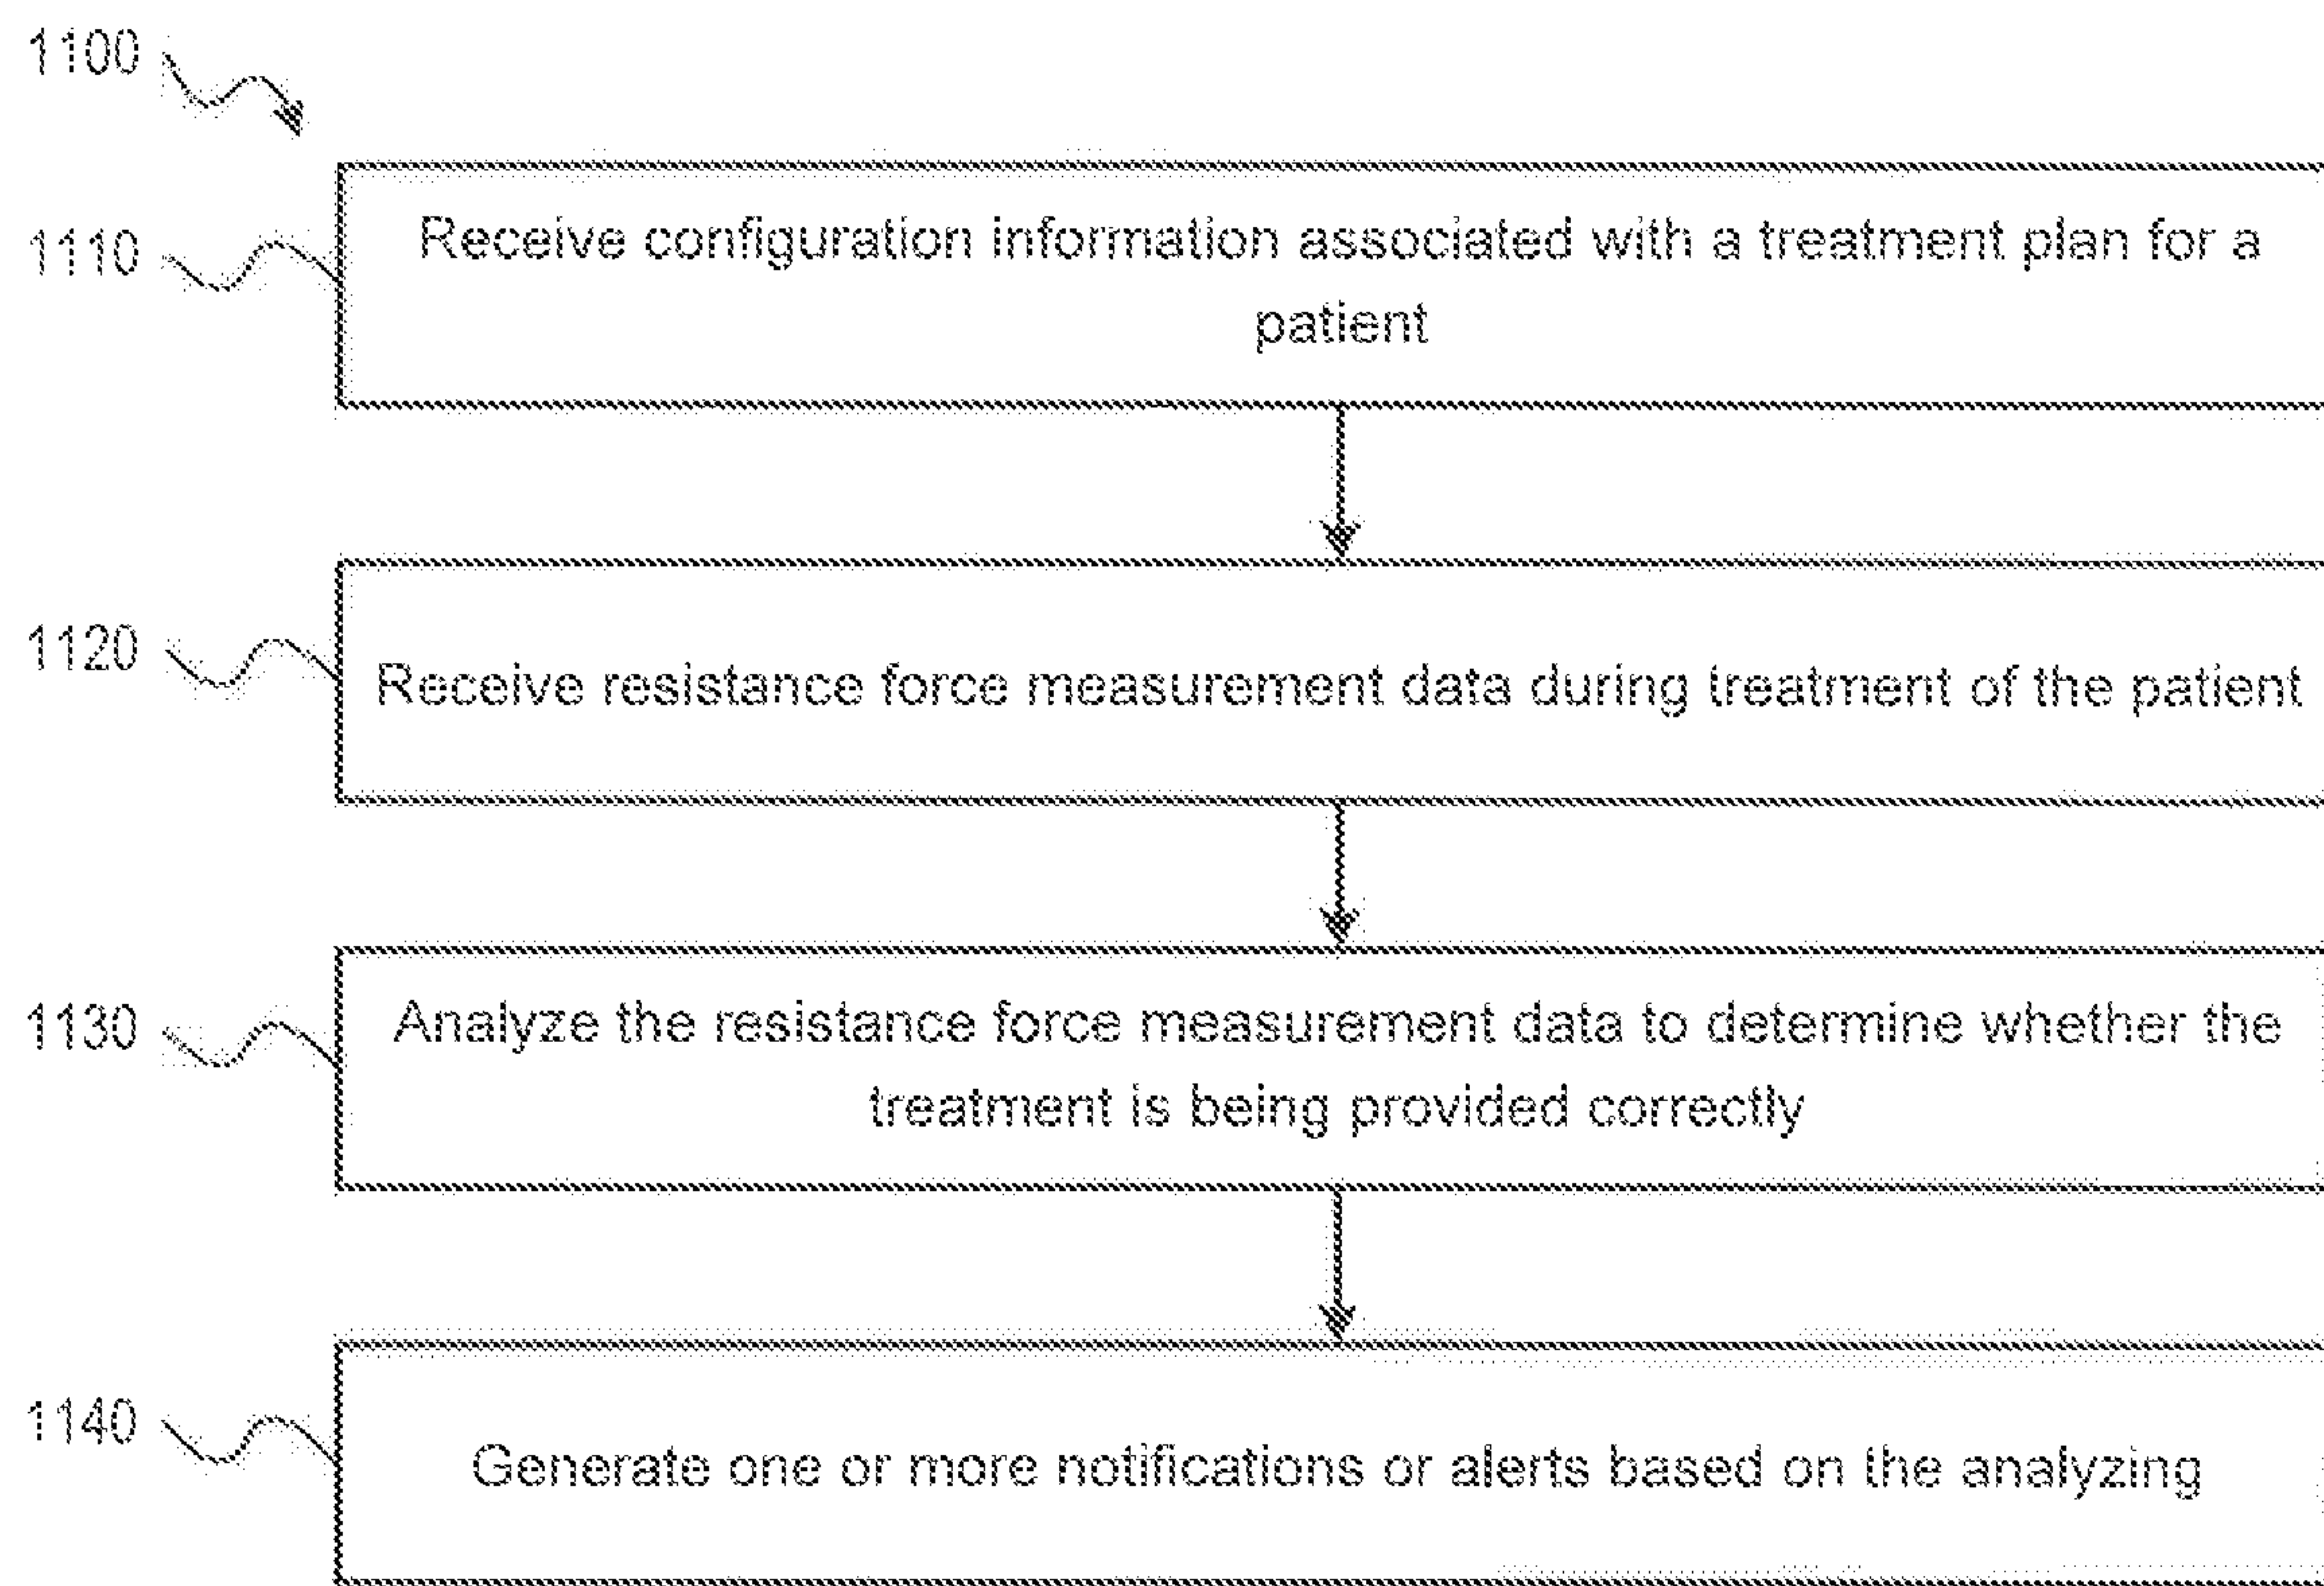 1100
1110
Receive configuration information associated with a treatment plan for a
patient
1120
Receive resistance force measurement data during treatment of the patient
1130
Analyze the resistance force measurement data to determine whether the
treatment is being provided correctly
1140
Generate one or more notifications or alerts based on the analyzing